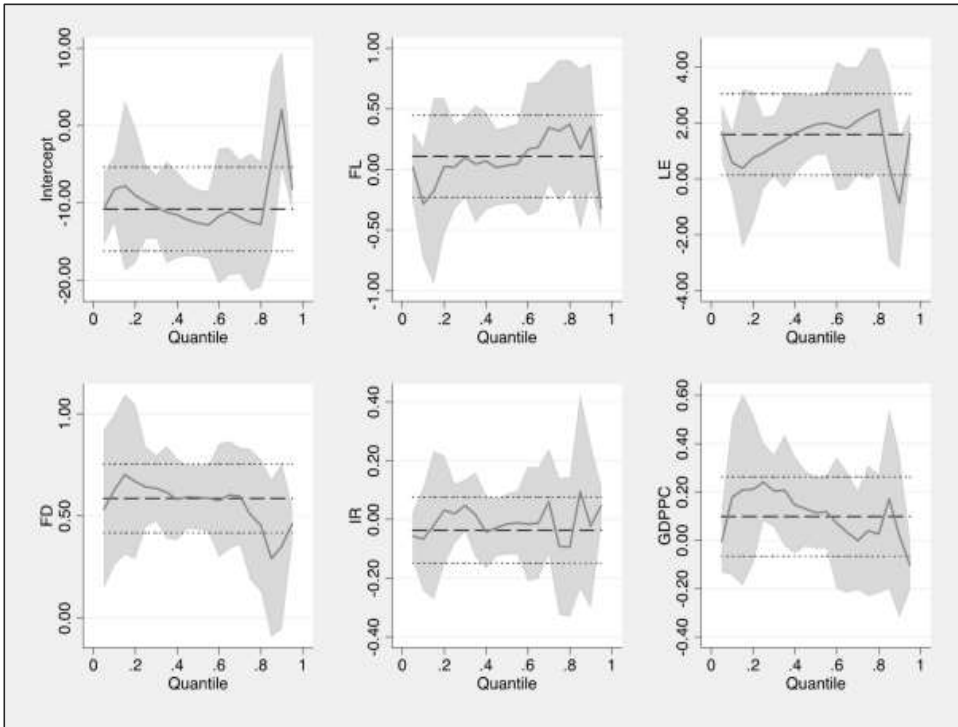 Intercept
10.00
0.00
-10.00
-20.00
0 .2 .4 .6 .8 1
Quantile
FL
1.00
0.50
0.00
-0.50
-1.00
0 .2 .4 .6 .8 1
Quantile
LE
4.00
2.00
0.00
-2.00
-4.00
0 .2 .4 .6 .8 1
Quantile
FD
1.00
0.50
0.00
0 .2 .4 .6 .8 1
Quantile
IR
0.40
0.20
0.00
-0.20
-0.40
0 .2 .4 .6 .8 1
Quantile
GDPPC
0.60
0.40
0.20
0.00
-0.20
-0.40
0 .2 .4 .6 .8 1
Quantile